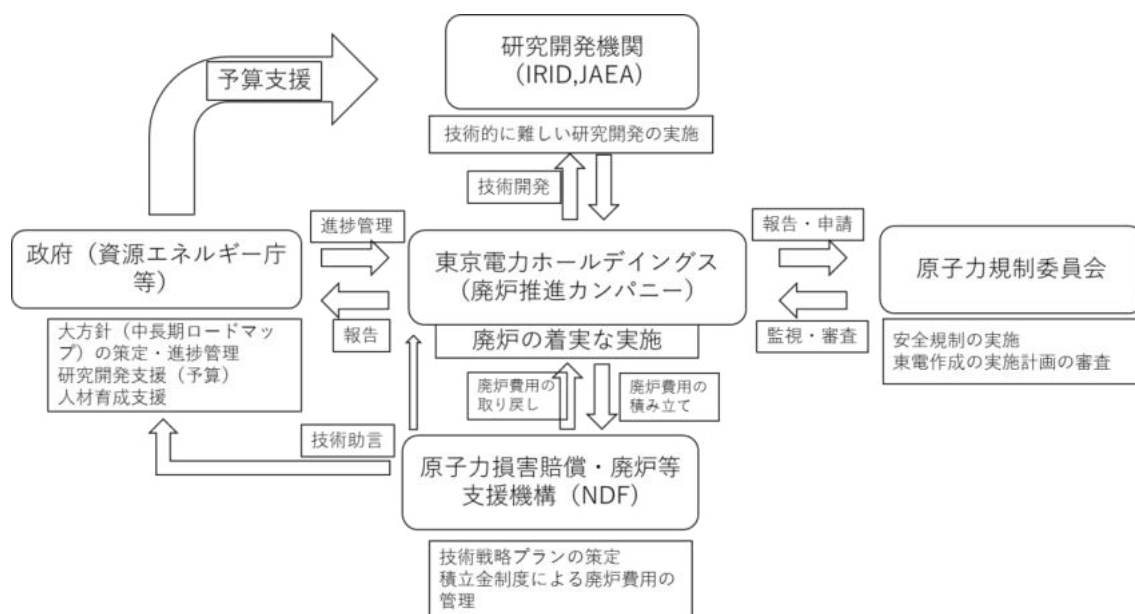 研究開発機関
（IRID,JAEA）
予算支援
技術的に難しい研究開発の実施
技術開発
進捗管理
報告・申請
政府（資源エネルギー庁
等）
東京電力ホールデイングス
（廃炉推進カンパニー）
原子力規制委員会
報告
廃炉の着実な実施
監視・審査
大方針（中長期ロードマッ
プ）の策定・進捗管理
研究開発支援（予算）
人材育成支援
安全規制の実施
東電作成の実施計画の審査
廃炉費用の
取り戻し
廃炉費用の
積み立て
技術助言
原子力損害賠償・廃炉等
支援機構（NDF）
技術戦略プランの策定
積立金制度による廃炉費用の
管理